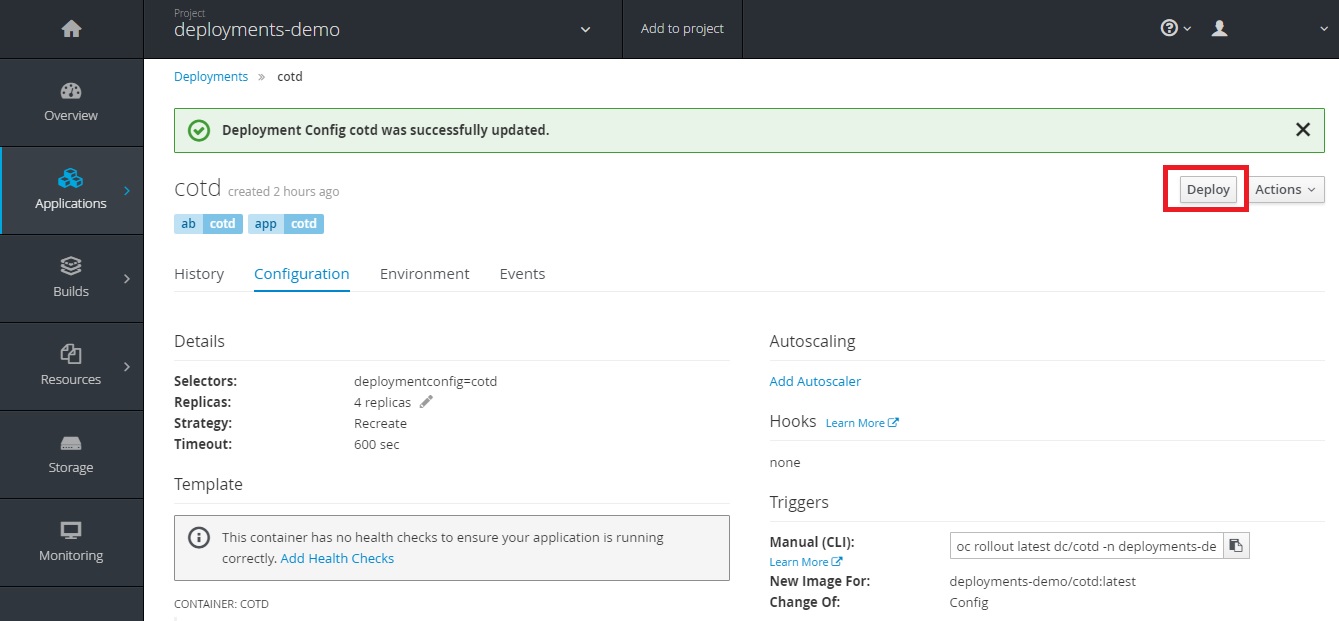 Project
deployments-demo
Add to project
Overview
Applications
Builds
Resources
Storage
Monitoring
Deployments » cotd
Deployment Config cotd was successfully updated.
cotd created 2 hours ago
Deploy
Actions
ab cotd app cotd
History Configuration Environment Events
Details
Selectors: deploymentconfig=cotd
Replicas: 4 replicas
Strategy: Recreate
Timeout: 600 sec
Template
This container has no health checks to ensure your application is running
correctly. Add Health Checks
CONTAINER: COTD
Autoscaling
Add Autoscaler
Hooks Learn More
none
Triggers
Manual (CLI): oc rollout latest dc/cotd -n deployments-de
Learn More
New Image For: deployments-demo/cotd:latest
Change Of: Config